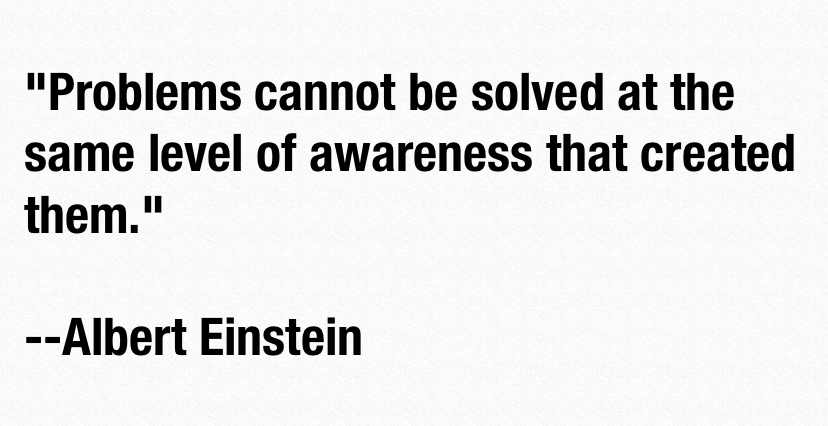 "Problems cannot be solved at the
same level of awareness that created
them."
--Albert Einstein